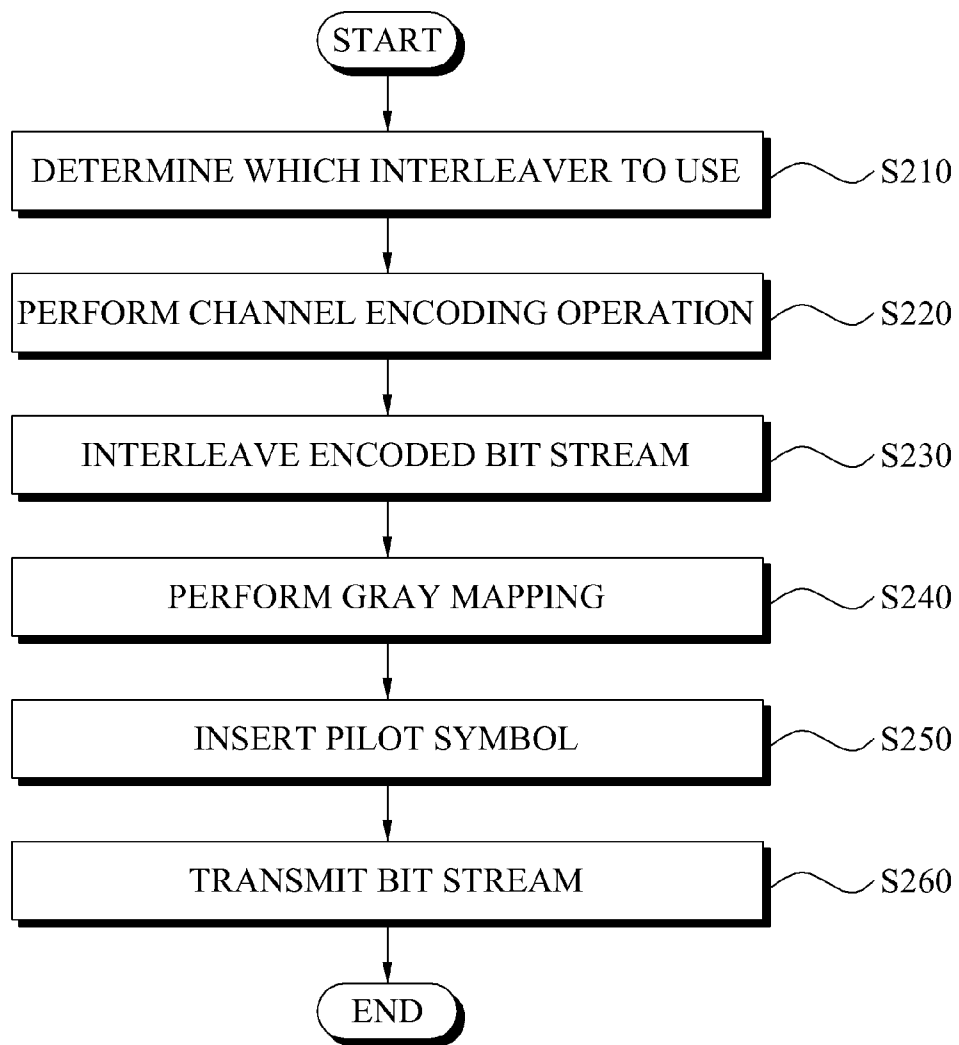 START
DETERMINE WHICH INTERLEAVER TO USE S210
PERFORM CHANNEL ENCODING OPERATION S220
INTERLEAVE ENCODED BIT STREAM S230
PERFORM GRAY MAPPING S240
INSERT PILOT SYMBOL S250
TRANSMIT BIT STREAM S260
END